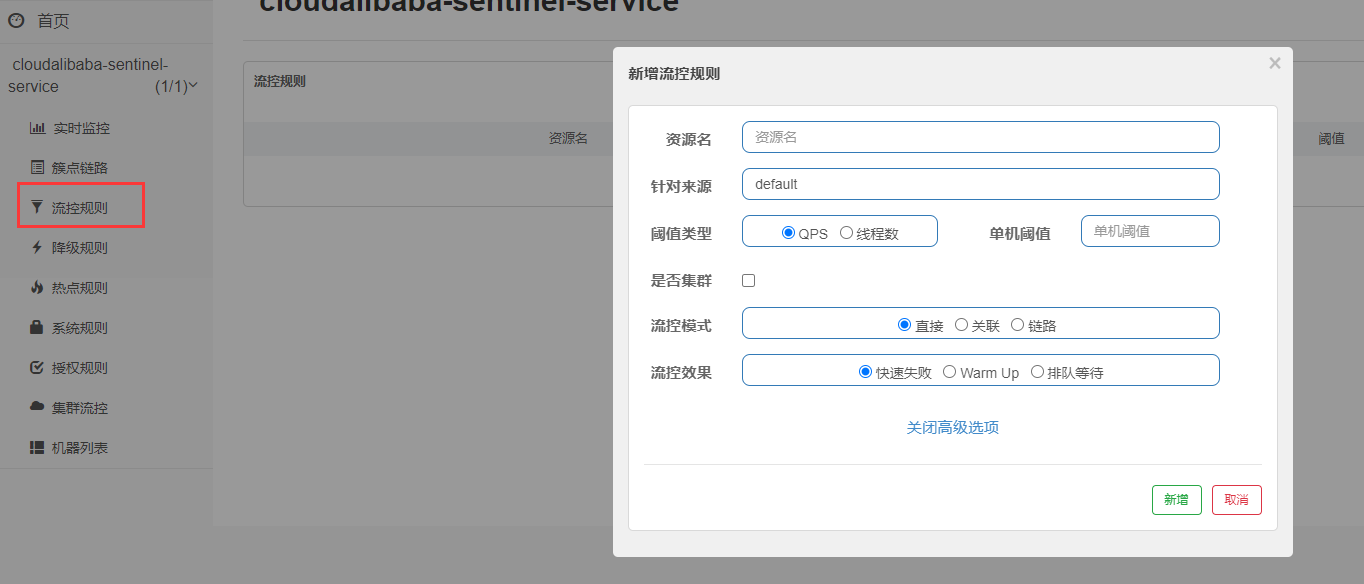 cloudalibaba-sentinel-service
首页
cloudalibaba-sentinel-
service (1/1)
实时监控
簇点链路
流控规则
降级规则
热点规则
系统规则
授权规则
集群流控
机器列表
流控规则
资源名
阈值
新增流控规则 ×
资源名 资源名
针对来源 default
阈值类型 QPS 线程数 单机阈值 单机阈值
是否集群
流控模式 直接 关联 链路
流控效果 快速失败 Warm Up 排队等待
关闭高级选项
新增 取消